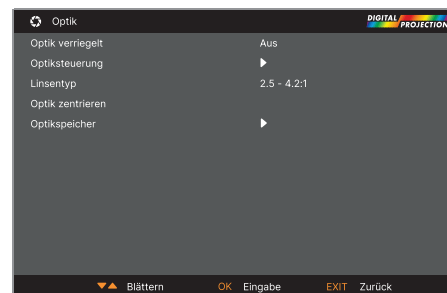 Optik
DIGITAL PROJECTION
Optik verriegelt Aus
Optiksteuerung
Linsentyp 2.5 - 4.2:1
Optik zentrieren
Optikspeicher
Blättern OK Eingabe EXIT Zurück